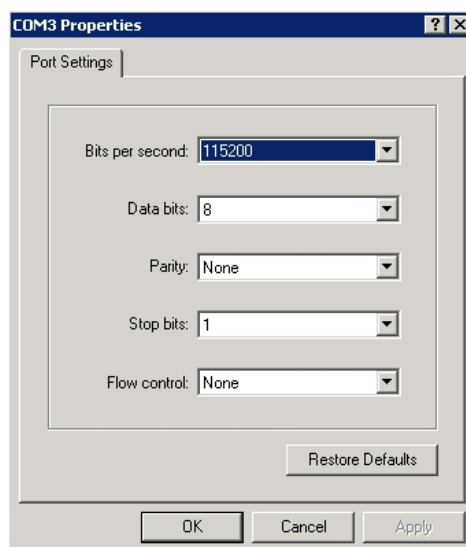 COM3 Properties
Port Settings
Bits per second: 115200
Data bits: 8
Parity: None
Stop bits: 1
Flow control: None
Restore Defaults
OK Cancel Apply